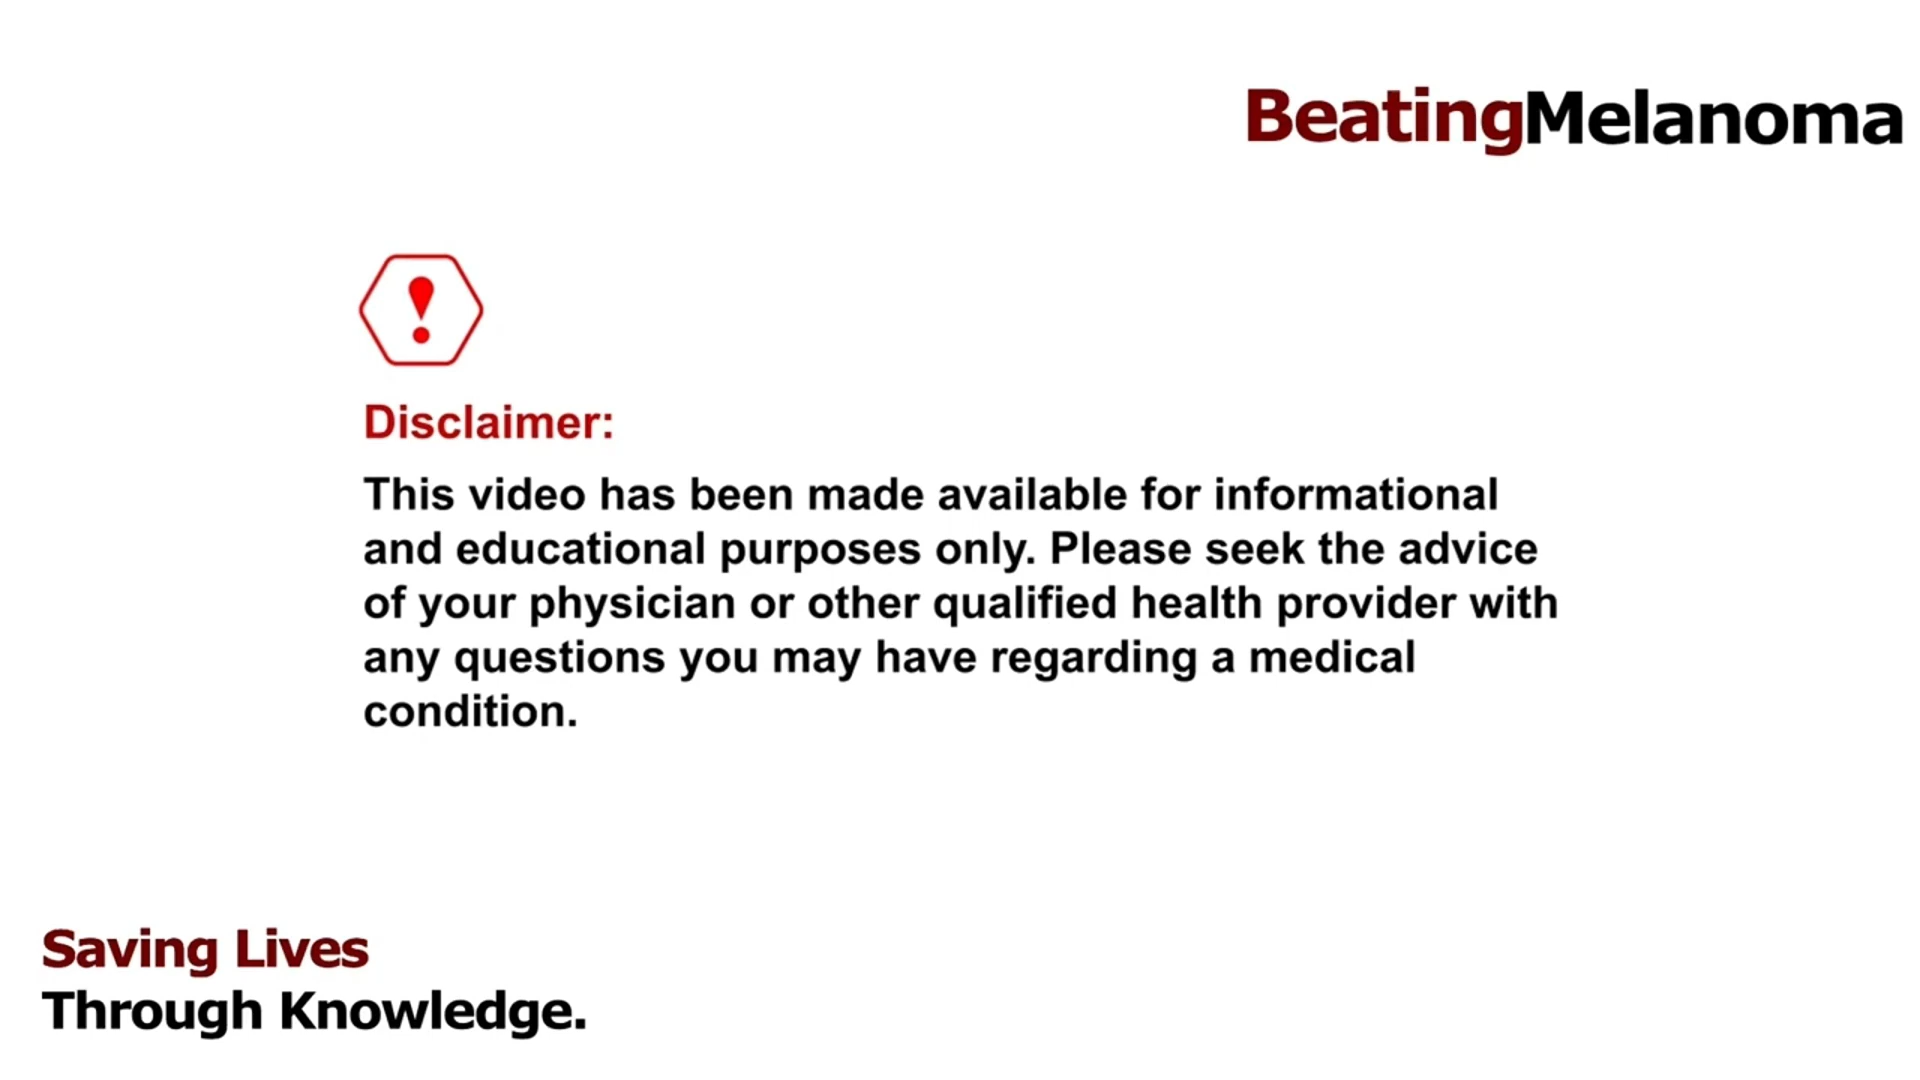 BeatingMelanoma
Disclaimer:
This video has been made available for informational
and educational purposes only. Please seek the advice
of your physician or other qualified health provider with
any questions you may have regarding a medical
condition.
Saving Lives
Through Knowledge.